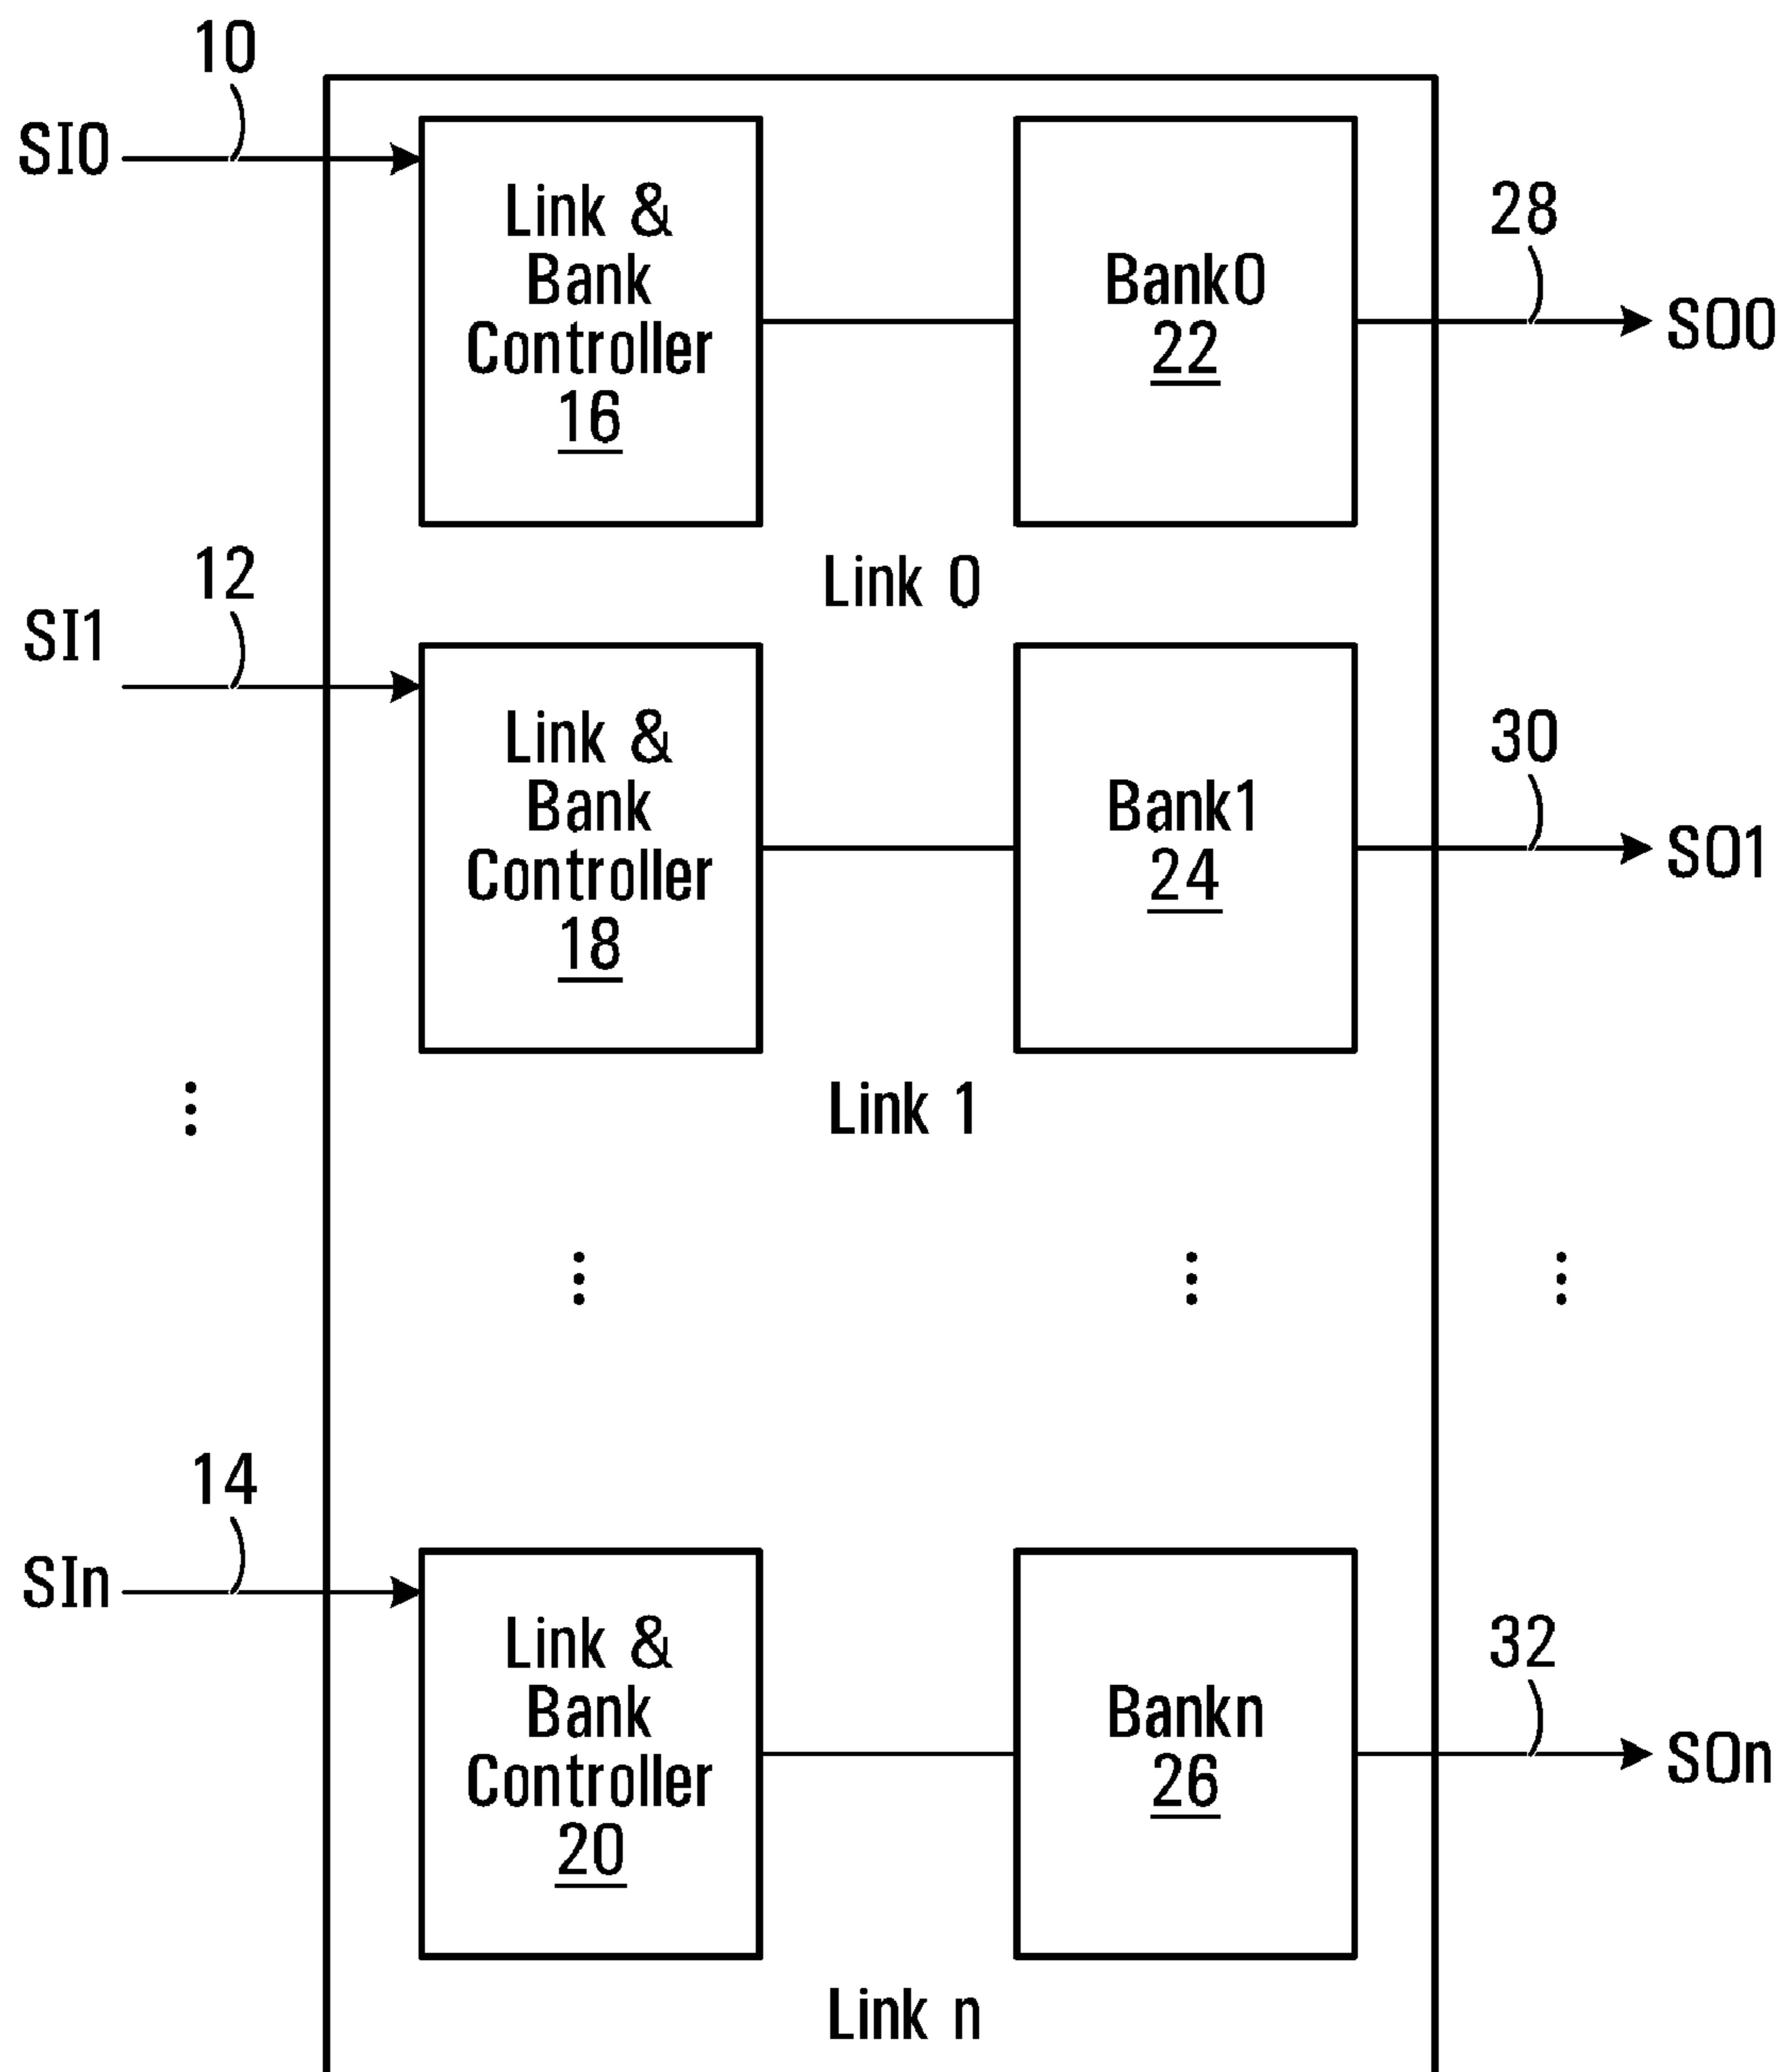 10
SI0
Link &
Bank
Controller
16
Bank0
22
28
SO0
Link 0
12
SI1
Link &
Bank
Controller
18
Bank1
24
30
SO1
Link 1
14
SIn
Link &
Bank
Controller
20
Bankn
26
32
SOn
Link n